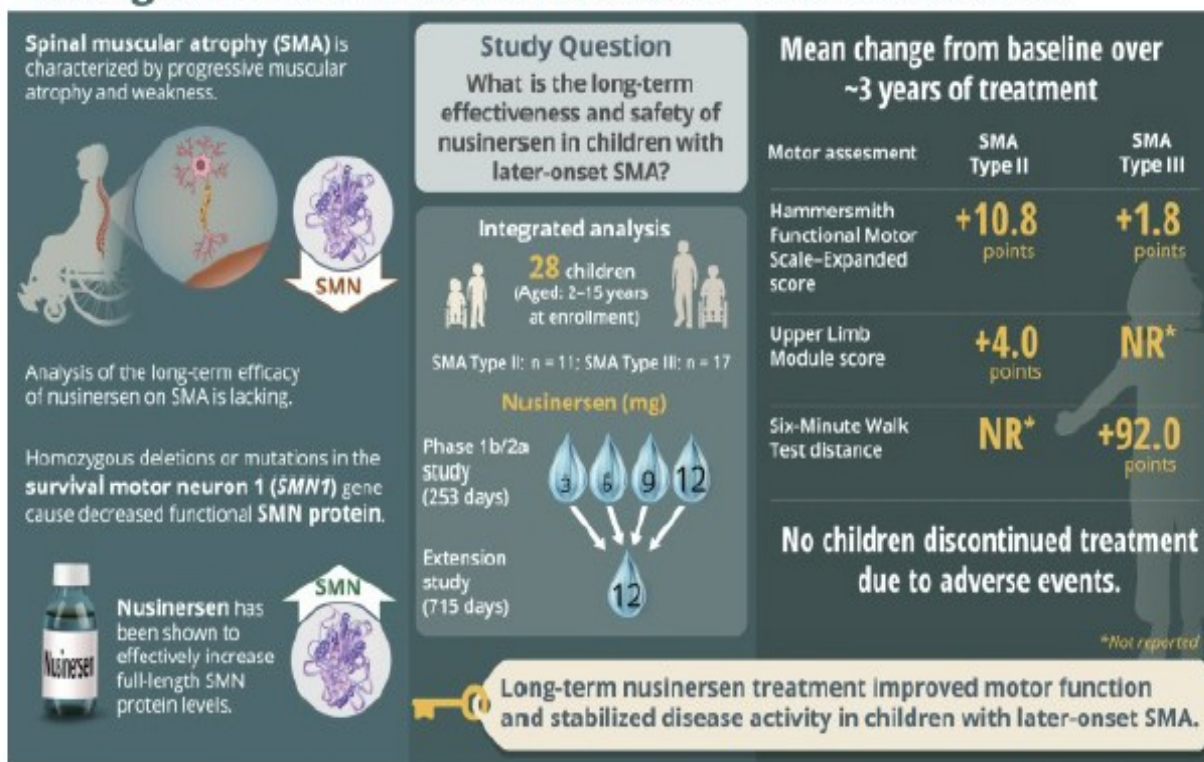 Spinal muscular atrophy (SMA) is
characterized by progressive muscular
atrophy and weakness.
SMN
Analysis of the long-term efficacy
of nusinersen on SMA is lacking.
Homozygous deletions or mutations in the
survival motor neuron 1 (SMN1) gene
cause decreased functional SMN protein.
Nusinersen
Nusinersen has
been shown to
effectively increase
full-length SMN
protein levels.
SMN
Study Question
What is the long-term
effectiveness and safety of
nusinersen in children with
later-onset SMA?
Integrated analysis
28 children
(Aged: 2–15 years
at enrollment)
SMA Type II: n = 11; SMA Type III: n = 17
Nusinersen (mg)
Phase 1b/2a
study
(253 days)
3 6 9 12
Extension
study
(715 days)
12
Mean change from baseline over
~3 years of treatment
Motor assesment
SMA
Type II
SMA
Type III
Hammersmith
Functional Motor
Scale–Expanded
score
+10.8
points
+1.8
points
Upper Limb
Module score
+4.0
points
NR*
Six-Minute Walk
Test distance
NR*
+92.0
points
No children discontinued treatment
due to adverse events.
*Not reported
Long-term nusinersen treatment improved motor function
and stabilized disease activity in children with later-onset SMA.